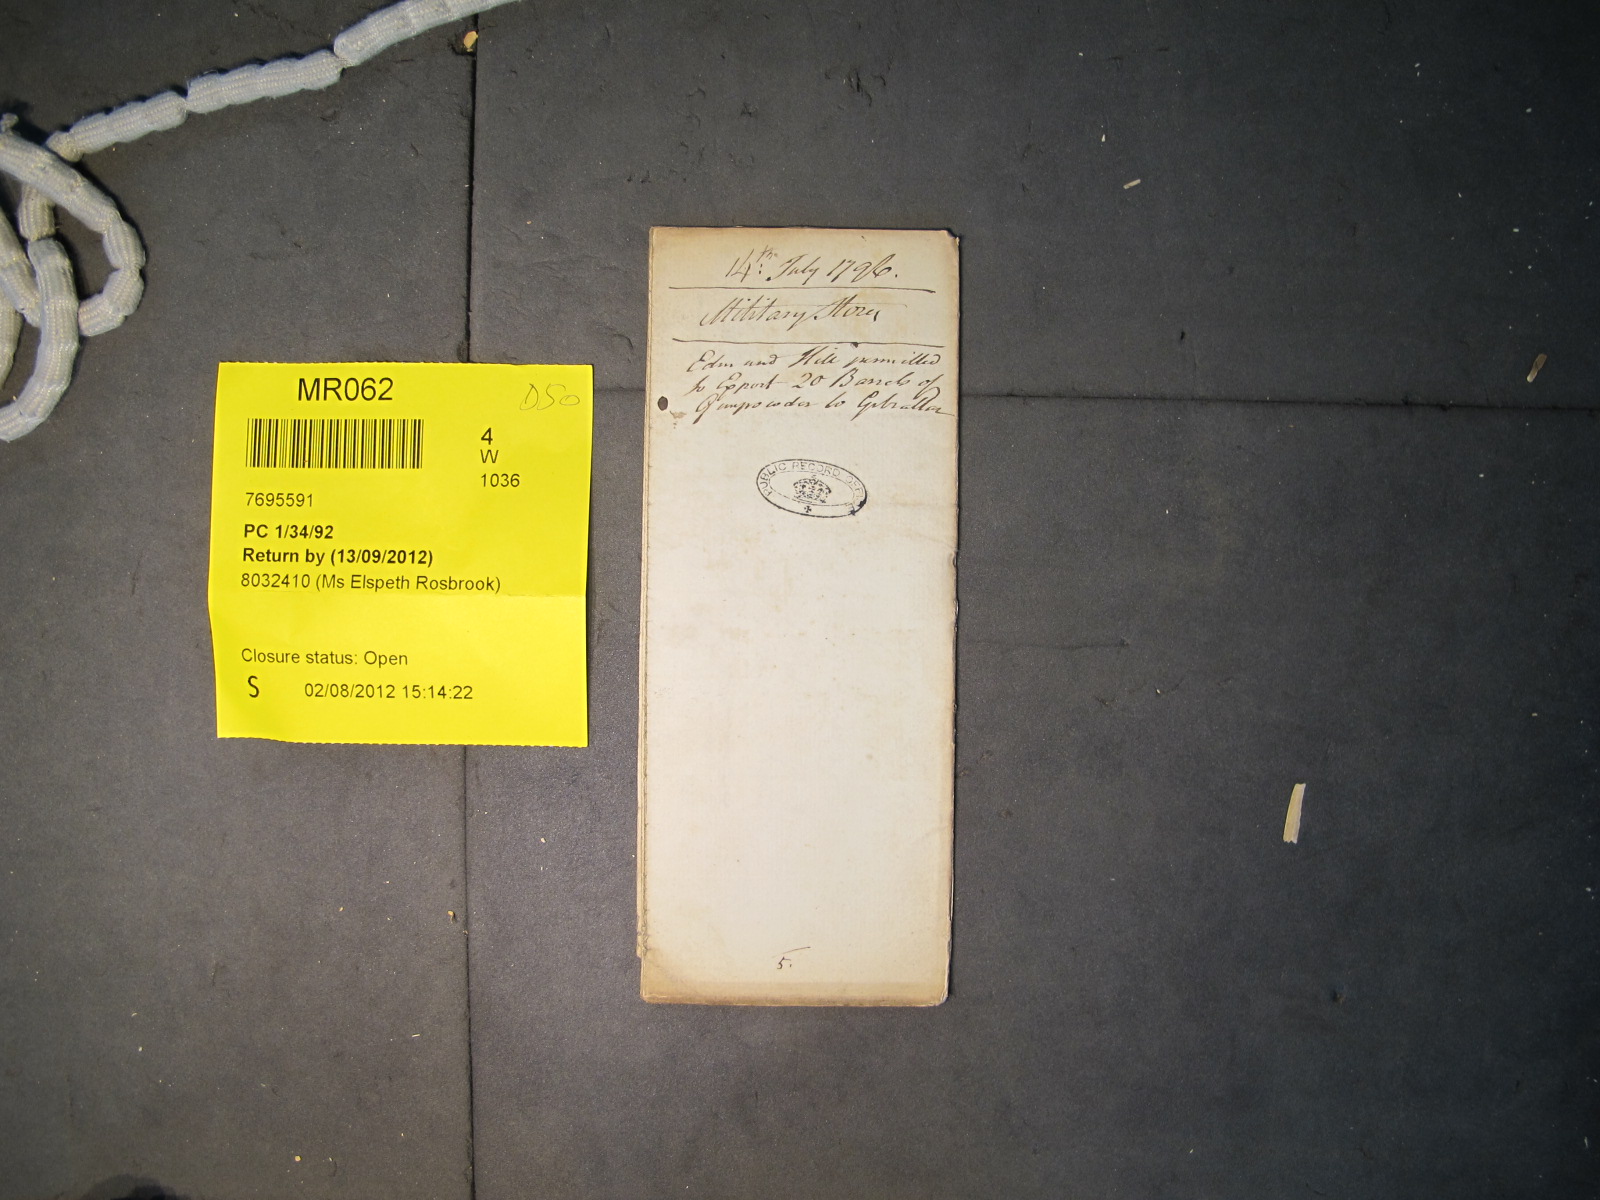 MR062
D50
4
W
1036
7695591
PC 1/34/92
Return by (13/09/2012)
8032410 (Ms Elspeth Rosbrook)
Closure status: Open
S 02/08/2012 15:14:22
14th: July 1796.
Military Stores
Edm and Hill permitted
to Export 20 Barrels of
Gunpowder to Gibraltar
PUBLIC RECORD OFFICE
5.